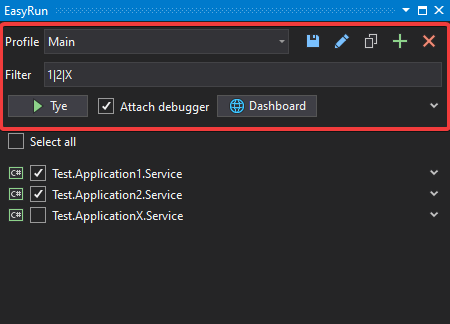 EasyRun
Profile Main
Filter 1|2|X
Tye Attach debugger Dashboard
Select all
C# Test.Application1.Service
C# Test.Application2.Service
C# Test.ApplicationX.Service